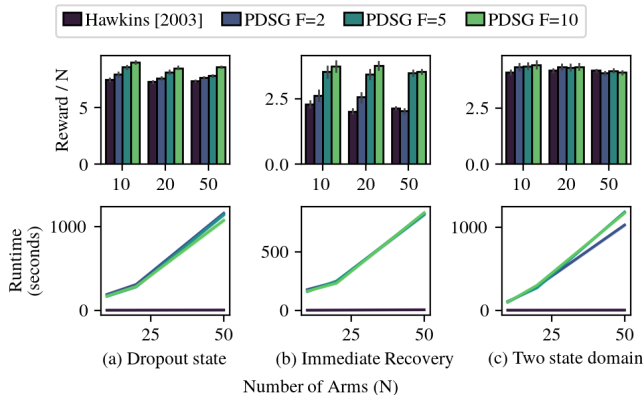 Hawkins [2003] PDSG F=2 PDSG F=5 PDSG F=10
Reward / N
5
0
10 20 50
2.5
0.0
10 20 50
2.5
0.0
10 20 50
Runtime
(seconds)
1000
0
25 50
500
0
25 50
1000
0
25 50
(a) Dropout state (b) Immediate Recovery (c) Two state domain
Number of Arms (N)